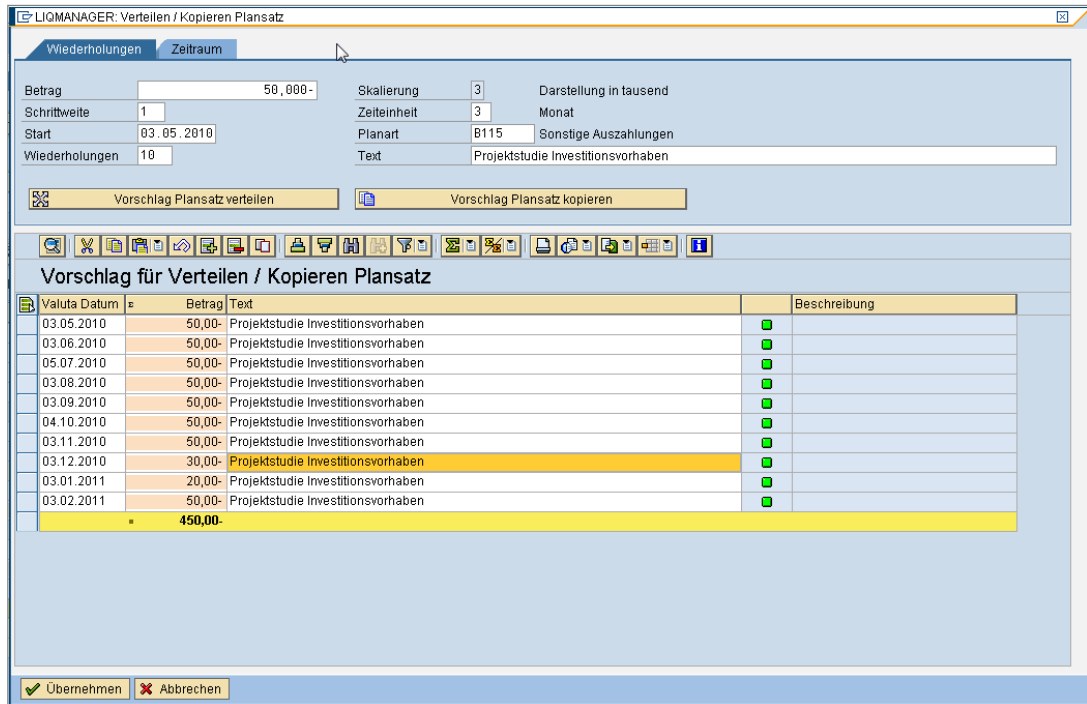 LIQMANAGER: Verteilen / Kopieren Plansatz
Wiederholungen Zeitraum
Betrag 50,000- Skalierung 3 Darstellung in tausend
Schrittweite 1 Zeiteinheit 3 Monat
Start 03.05.2010 Planart B115 Sonstige Auszahlungen
Wiederholungen 10 Text Projektstudie Investitionsvorhaben
Vorschlag Plansatz verteilen Vorschlag Plansatz kopieren
Vorschlag für Verteilen / Kopieren Plansatz
Valuta Datum Σ Betrag Text Beschreibung
03.05.2010 50,00- Projektstudie Investitionsvorhaben
03.06.2010 50,00- Projektstudie Investitionsvorhaben
05.07.2010 50,00- Projektstudie Investitionsvorhaben
03.08.2010 50,00- Projektstudie Investitionsvorhaben
03.09.2010 50,00- Projektstudie Investitionsvorhaben
04.10.2010 50,00- Projektstudie Investitionsvorhaben
03.11.2010 50,00- Projektstudie Investitionsvorhaben
03.12.2010 30,00- Projektstudie Investitionsvorhaben
03.01.2011 20,00- Projektstudie Investitionsvorhaben
03.02.2011 50,00- Projektstudie Investitionsvorhaben
450,00-
Übernehmen Abbrechen